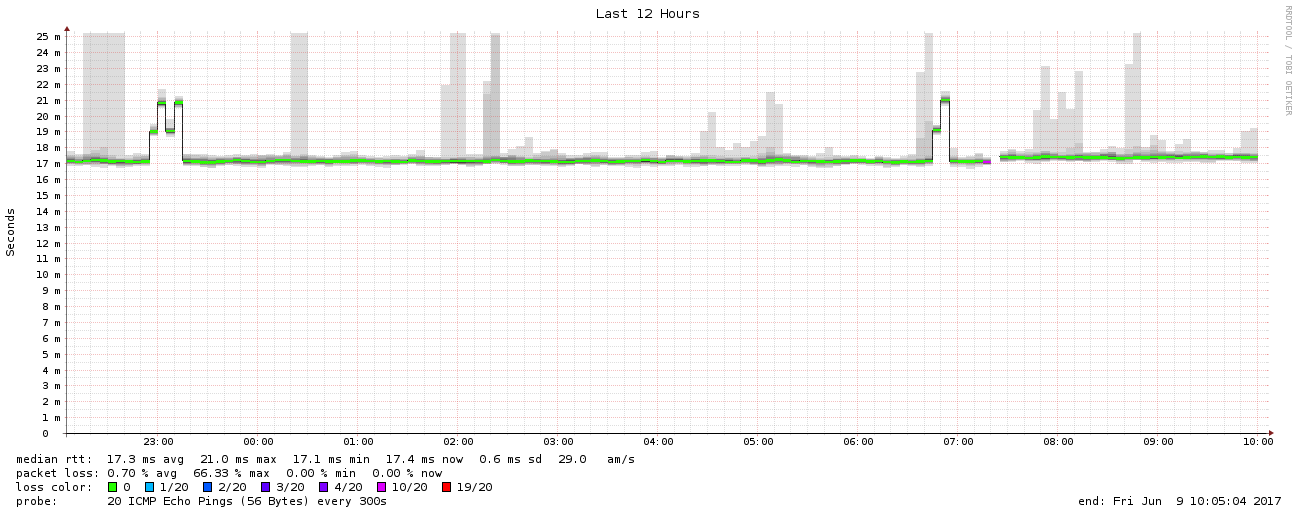 Last 12 Hours
RRDTOOL / TOBI OETIKER
Seconds
25 m
24 m
23 m
22 m
21 m
20 m
19 m
18 m
17 m
16 m
15 m
14 m
13 m
12 m
11 m
10 m
9 m
8 m
7 m
6 m
5 m
4 m
3 m
2 m
1 m
0
23:00 00:00 01:00 02:00 03:00 04:00 05:00 06:00 07:00 08:00 09:00 10:00
median rtt: 17.3 ms avg 21.0 ms max 17.1 ms min 17.4 ms now 0.6 ms sd 29.0 am/s
packet loss: 0.70 % avg 66.33 % max 0.00 % min 0.00 % now
loss color: 0 1/20 2/20 3/20 4/20 10/20 19/20
probe: 20 ICMP Echo Pings (56 Bytes) every 300s end: Fri Jun 9 10:05:04 2017